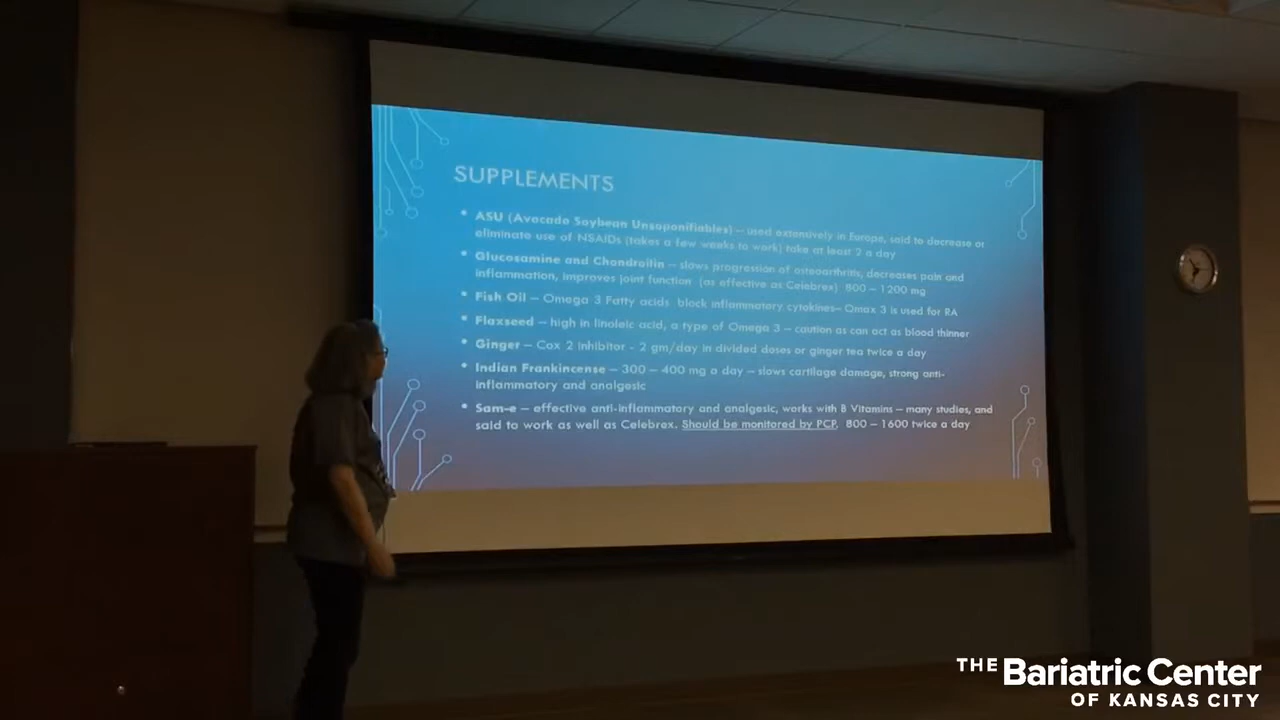 SUPPLEMENTS
• ASU (Avocado Soybean Unsaponifiables) – used extensively in Europe, said to decrease or
eliminate use of NSAIDs (takes a few weeks to work) take at least 2 a day
• Glucosamine and Chondroitin – slows progression of osteoarthritis, decreases pain and
inflammation, improves joint function (as effective as Celebrex) 800 – 1200 mg
• Fish Oil – Omega 3 Fatty acids block inflammatory cytokines– Omax 3 is used for RA
• Flaxseed – high in linoleic acid, a type of Omega 3 – caution as can act as blood thinner
• Ginger – Cox 2 inhibitor - 2 gm/day in divided doses or ginger tea twice a day
• Indian Frankincense – 300 – 400 mg a day – slows cartilage damage, strong anti-
inflammatory and analgesic
• Sam-e – effective anti-inflammatory and analgesic, works with B Vitamins – many studies, and
said to work as well as Celebrex. Should be monitored by PCP. 800 – 1600 twice a day
THE Bariatric Center
OF KANSAS CITY